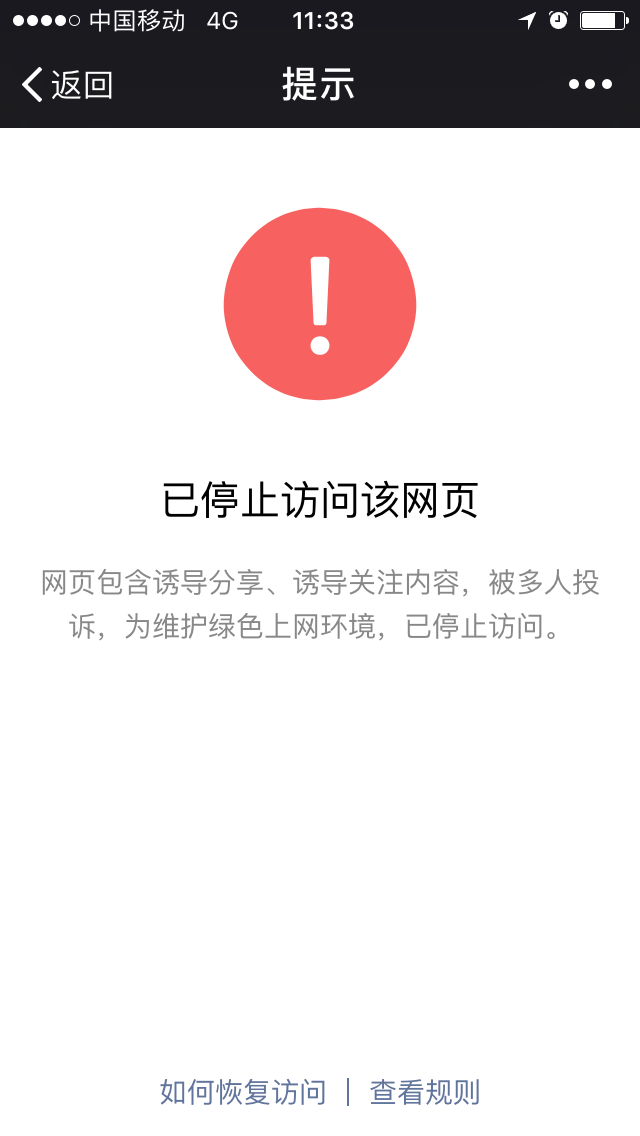 中国移动 4G 11:33
返回 提示
已停止访问该网页
网页包含诱导分享、诱导关注内容，被多人投
诉，为维护绿色上网环境，已停止访问。
如何恢复访问 | 查看规则